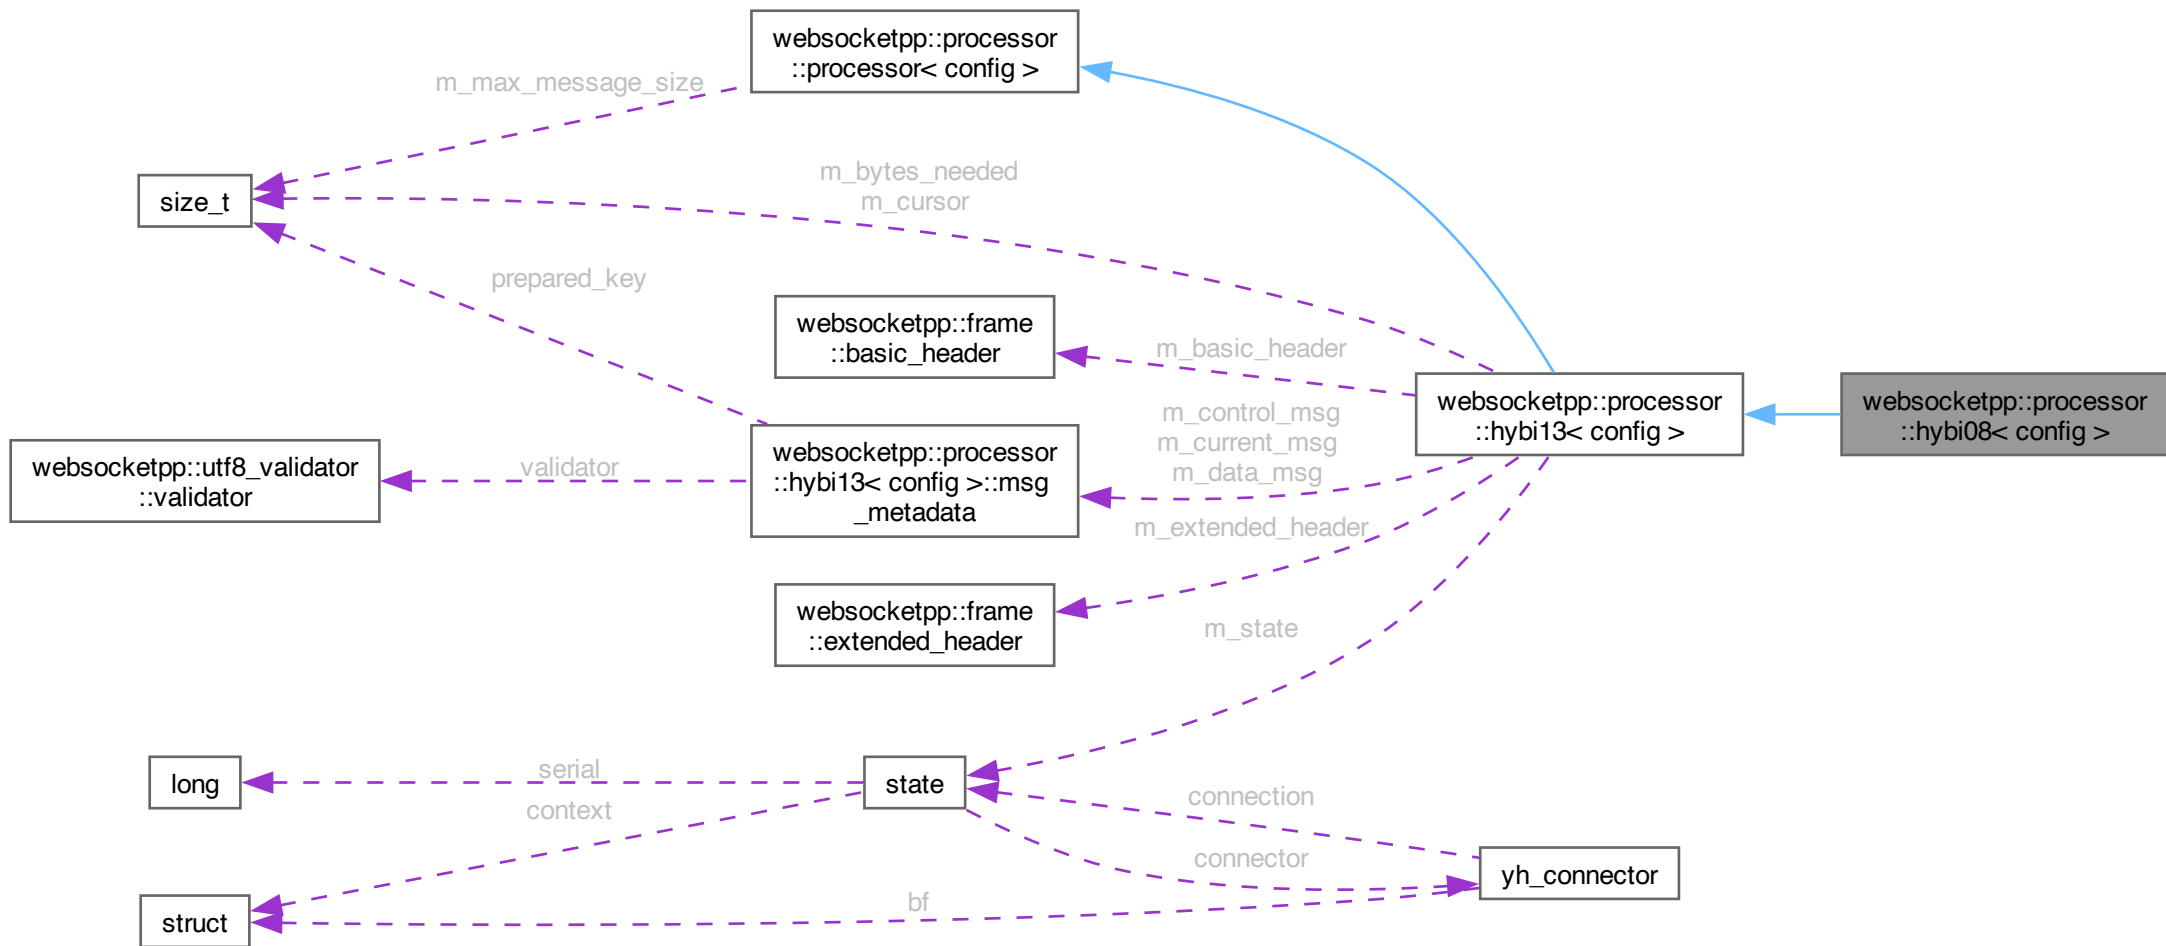 websocketpp::processor
::processor< config >
m_max_message_size
m_bytes_needed
m_cursor
size_t
prepared_key
websocketpp::frame
::basic_header
m_basic_header
websocketpp::processor
::hybi13< config >
websocketpp::processor
::hybi08< config >
m_control_msg
m_current_msg
m_data_msg
websocketpp::utf8_validator
::validator
validator
websocketpp::processor
::hybi13< config >::msg
_metadata
m_extended_header
websocketpp::frame
::extended_header
m_state
long
serial
state
context
connection
connector
yh_connector
struct
bf